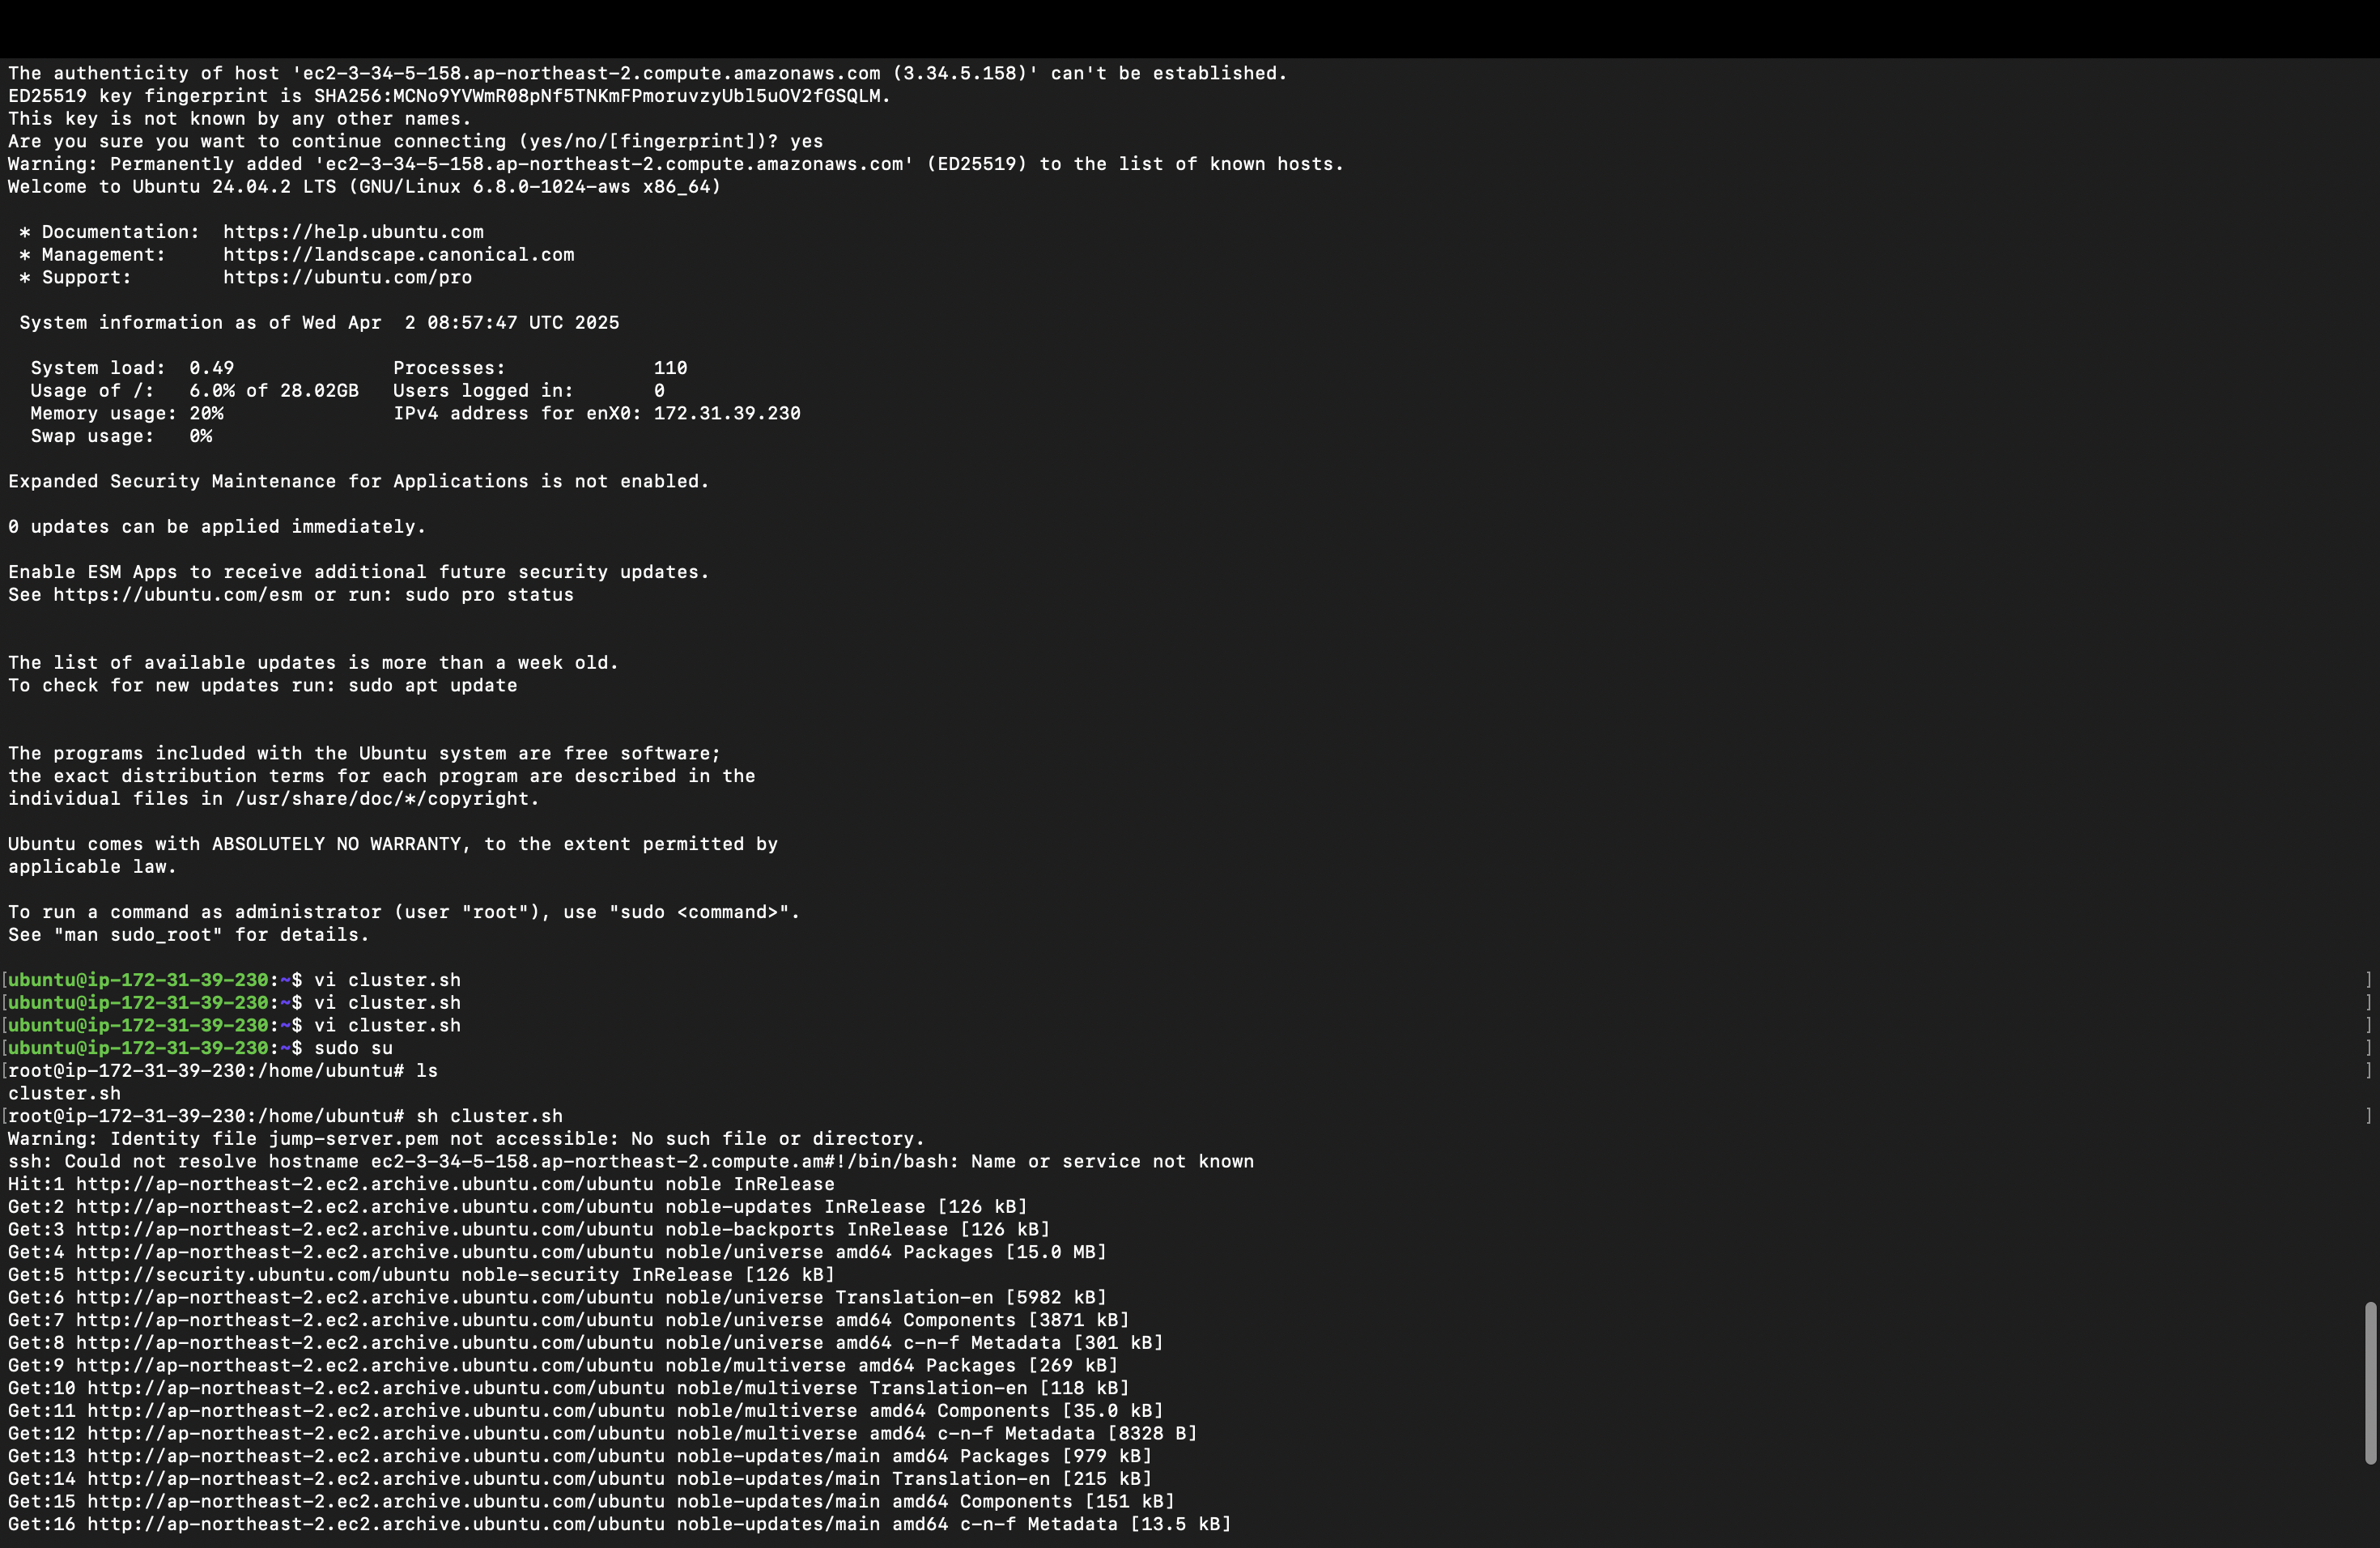 The authenticity of host 'ec2-3-34-5-158.ap-northeast-2.compute.amazonaws.com (3.34.5.158)' can't be established.
ED25519 key fingerprint is SHA256:MCNo9YVWmR08pNf5TNKmFPmoruvzyUbl5uOV2fGSQLM.
This key is not known by any other names.
Are you sure you want to continue connecting (yes/no/[fingerprint])? yes
Warning: Permanently added 'ec2-3-34-5-158.ap-northeast-2.compute.amazonaws.com' (ED25519) to the list of known hosts.
Welcome to Ubuntu 24.04.2 LTS (GNU/Linux 6.8.0-1024-aws x86_64)

 * Documentation:  https://help.ubuntu.com
 * Management:     https://landscape.canonical.com
 * Support:        https://ubuntu.com/pro

 System information as of Wed Apr  2 08:57:47 UTC 2025

  System load:  0.49              Processes:             110
  Usage of /:   6.0% of 28.02GB   Users logged in:       0
  Memory usage: 20%               IPv4 address for enX0: 172.31.39.230
  Swap usage:   0%

Expanded Security Maintenance for Applications is not enabled.

0 updates can be applied immediately.

Enable ESM Apps to receive additional future security updates.
See https://ubuntu.com/esm or run: sudo pro status

The list of available updates is more than a week old.
To check for new updates run: sudo apt update

The programs included with the Ubuntu system are free software;
the exact distribution terms for each program are described in the
individual files in /usr/share/doc/*/copyright.

Ubuntu comes with ABSOLUTELY NO WARRANTY, to the extent permitted by
applicable law.

To run a command as administrator (user "root"), use "sudo <command>".
See "man sudo_root" for details.

[ubuntu@ip-172-31-39-230:~$ vi cluster.sh ]
[ubuntu@ip-172-31-39-230:~$ vi cluster.sh ]
[ubuntu@ip-172-31-39-230:~$ vi cluster.sh ]
[ubuntu@ip-172-31-39-230:~$ sudo su ]
[root@ip-172-31-39-230:/home/ubuntu# ls ]
cluster.sh
[root@ip-172-31-39-230:/home/ubuntu# sh cluster.sh ]
Warning: Identity file jump-server.pem not accessible: No such file or directory.
ssh: Could not resolve hostname ec2-3-34-5-158.ap-northeast-2.compute.am#!/bin/bash: Name or service not known
Hit:1 http://ap-northeast-2.ec2.archive.ubuntu.com/ubuntu noble InRelease
Get:2 http://ap-northeast-2.ec2.archive.ubuntu.com/ubuntu noble-updates InRelease [126 kB]
Get:3 http://ap-northeast-2.ec2.archive.ubuntu.com/ubuntu noble-backports InRelease [126 kB]
Get:4 http://ap-northeast-2.ec2.archive.ubuntu.com/ubuntu noble/universe amd64 Packages [15.0 MB]
Get:5 http://security.ubuntu.com/ubuntu noble-security InRelease [126 kB]
Get:6 http://ap-northeast-2.ec2.archive.ubuntu.com/ubuntu noble/universe Translation-en [5982 kB]
Get:7 http://ap-northeast-2.ec2.archive.ubuntu.com/ubuntu noble/universe amd64 Components [3871 kB]
Get:8 http://ap-northeast-2.ec2.archive.ubuntu.com/ubuntu noble/universe amd64 c-n-f Metadata [301 kB]
Get:9 http://ap-northeast-2.ec2.archive.ubuntu.com/ubuntu noble/multiverse amd64 Packages [269 kB]
Get:10 http://ap-northeast-2.ec2.archive.ubuntu.com/ubuntu noble/multiverse Translation-en [118 kB]
Get:11 http://ap-northeast-2.ec2.archive.ubuntu.com/ubuntu noble/multiverse amd64 Components [35.0 kB]
Get:12 http://ap-northeast-2.ec2.archive.ubuntu.com/ubuntu noble/multiverse amd64 c-n-f Metadata [8328 B]
Get:13 http://ap-northeast-2.ec2.archive.ubuntu.com/ubuntu noble-updates/main amd64 Packages [979 kB]
Get:14 http://ap-northeast-2.ec2.archive.ubuntu.com/ubuntu noble-updates/main Translation-en [215 kB]
Get:15 http://ap-northeast-2.ec2.archive.ubuntu.com/ubuntu noble-updates/main amd64 Components [151 kB]
Get:16 http://ap-northeast-2.ec2.archive.ubuntu.com/ubuntu noble-updates/main amd64 c-n-f Metadata [13.5 kB]